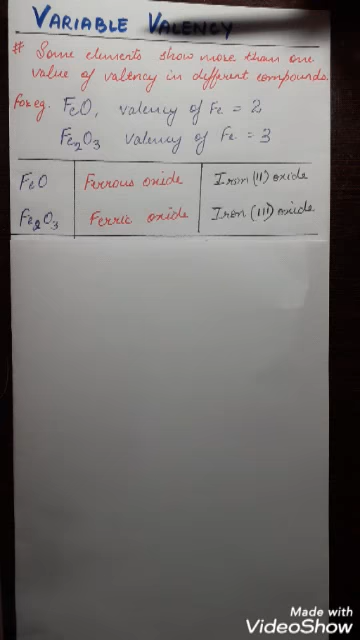 VARIABLE VALENCY
# Some elements show more than one
value of valency in different compounds.
For eg. FeO, valency of Fe = 2
Fe2O3 valency of Fe = 3
FeO Ferrous oxide Iron (II) oxide
Fe2O3 Ferric oxide Iron (III) oxide.
Made with
VideoShow